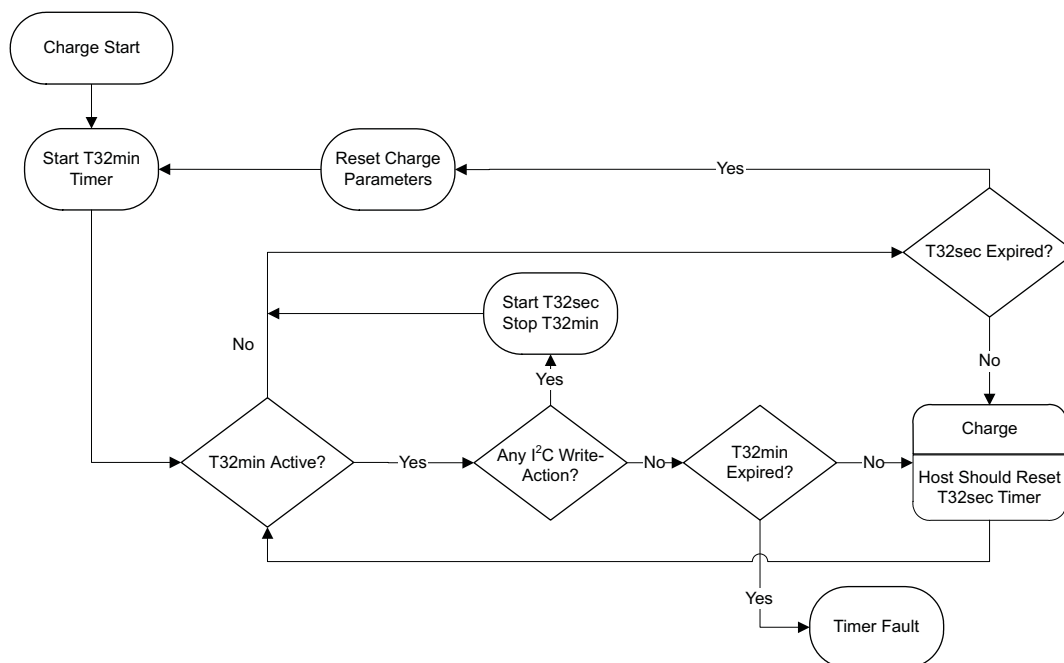 Charge Start
Start T32min
Timer
Reset Charge
Parameters
Yes
T32sec Expired?
Start T32sec
Stop T32min
No
Yes
No
T32min Active?
Yes
Any I²C Write-
Action?
No
T32min
Expired?
No
Charge
Host Should Reset
T32sec Timer
Yes
Timer Fault